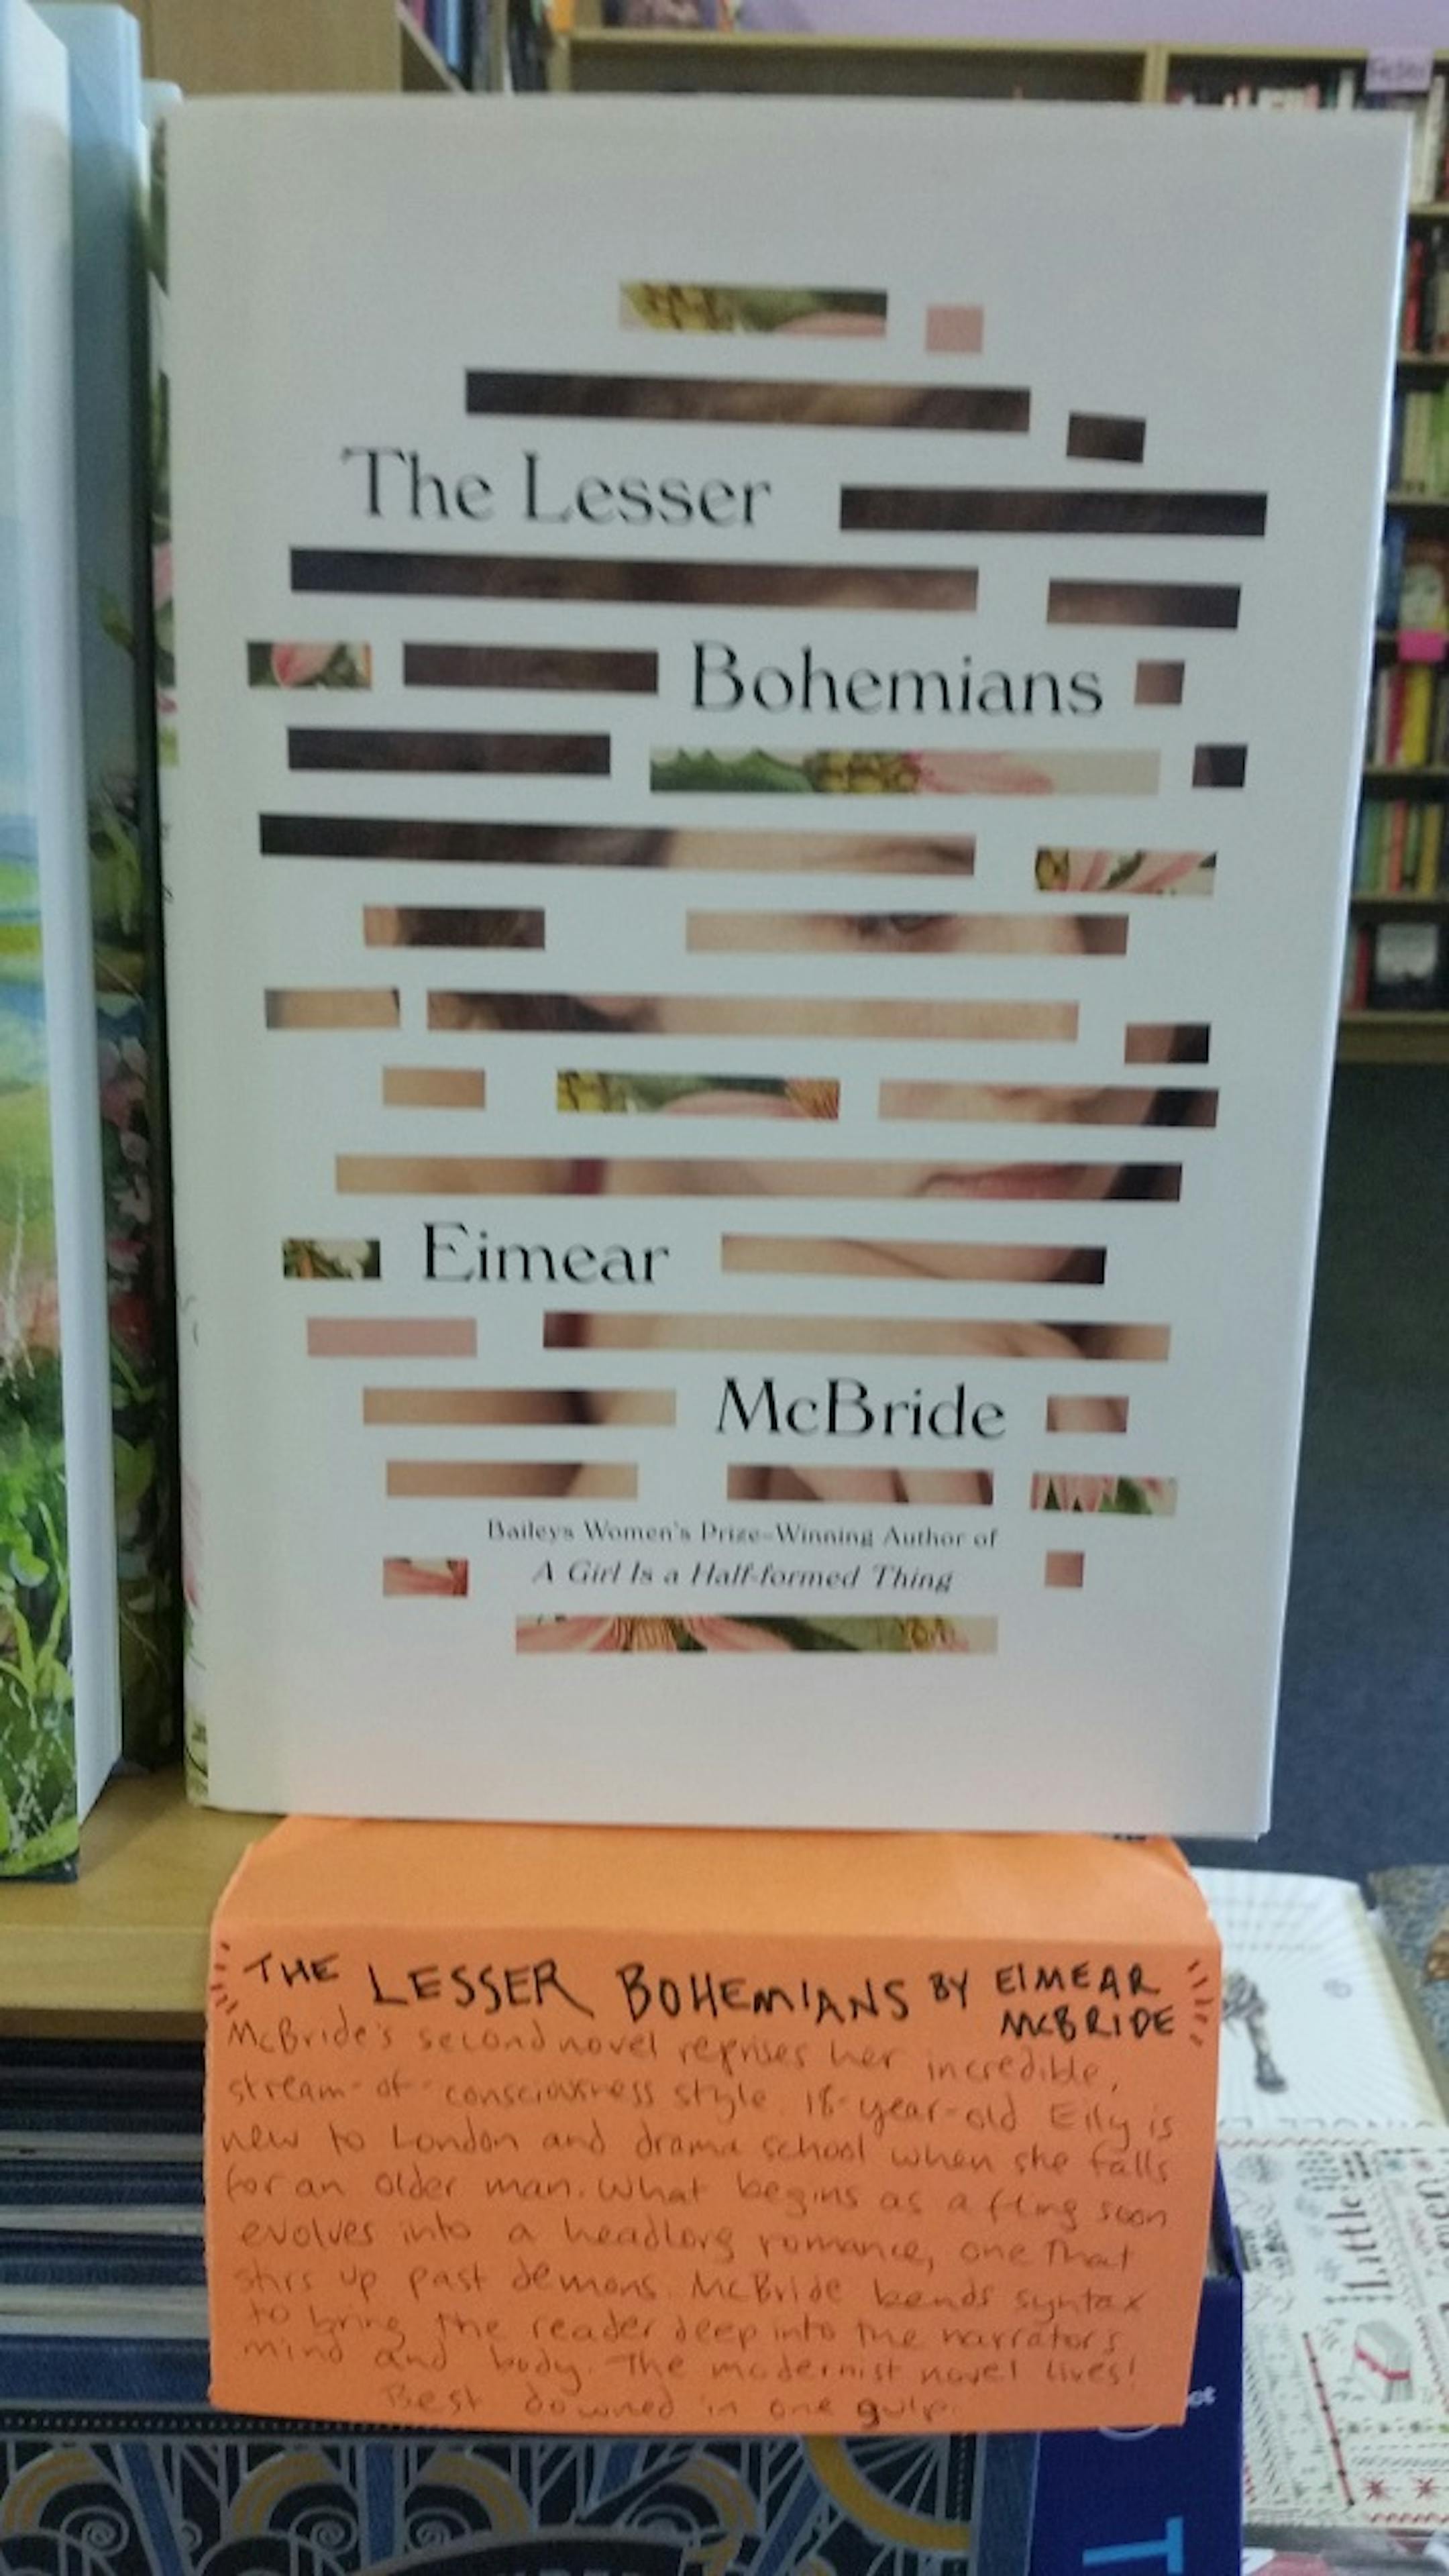 The Lesser
Bohemians
Eimear
McBride
Baileys Women's Prize-Winning Author of
A Girl Is a Half-formed Thing
THE LESSER BOHEMIANS BY EIMEAR
MCBRIDE
McBride's second novel reprises her incredible,
stream-of-consciousness style. 18-year-old Eily is
new to London and drama school when she falls
for an older man. What begins as a fling soon
evolves into a headlong romance, one that
stirs up past demons. McBride bends syntax
to bring the reader deep into the narrator's
mind and body. The modernist novel lives!
Best downed in one gulp.
Little